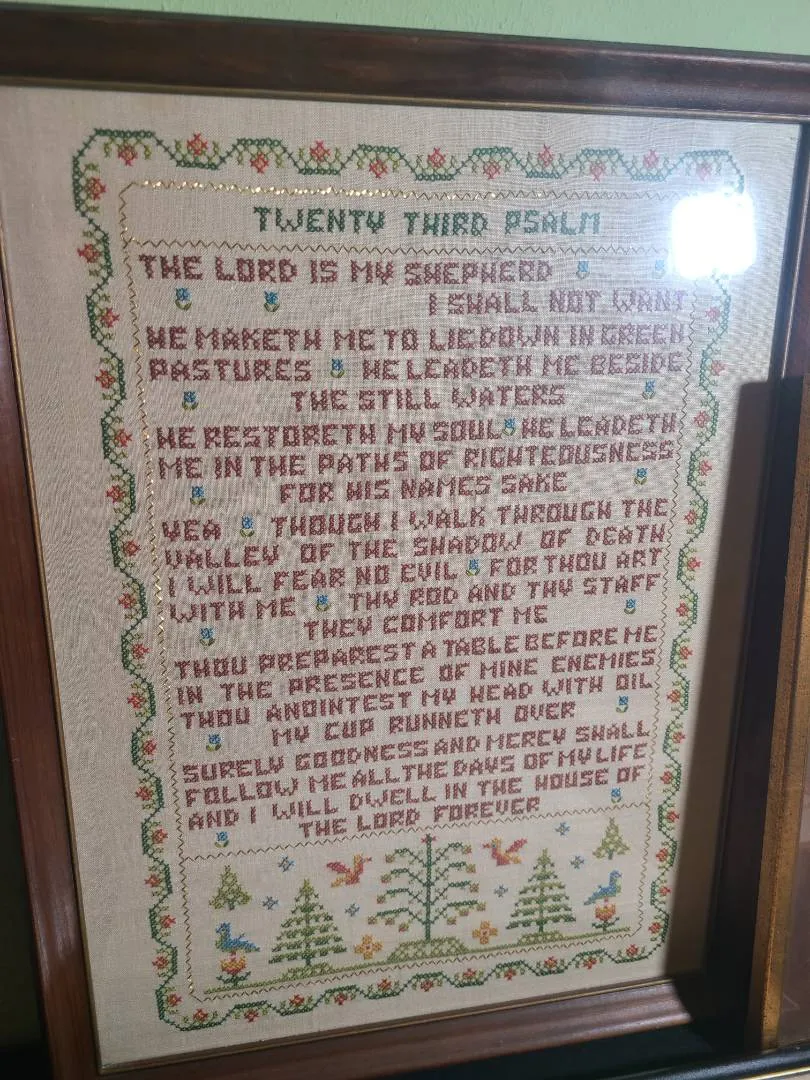 TWENTY THIRD PSALM
THE LORD IS MY SHEPHERD
I SHALL NOT WANT
HE MAKETH ME TO LIE DOWN IN GREEN
PASTURES HE LEADETH ME BESIDE
THE STILL WATERS
HE RESTORETH MY SOUL HE LEADETH
ME IN THE PATHS OF RIGHTEOUSNESS
FOR HIS NAMES SAKE
YEA THOUGH I WALK THROUGH THE
VALLEY OF THE SHADOW OF DEATH
I WILL FEAR NO EVIL FOR THOU ART
WITH ME THY ROD AND THY STAFF
THEY COMFORT ME
THOU PREPAREST A TABLE BEFORE ME
IN THE PRESENCE OF MINE ENEMIES
THOU ANOINTEST MY HEAD WITH OIL
MY CUP RUNNETH OVER
SURELY GOODNESS AND MERCY SHALL
FOLLOW ME ALL THE DAYS OF MY LIFE
AND I WILL DWELL IN THE HOUSE OF
THE LORD FOREVER